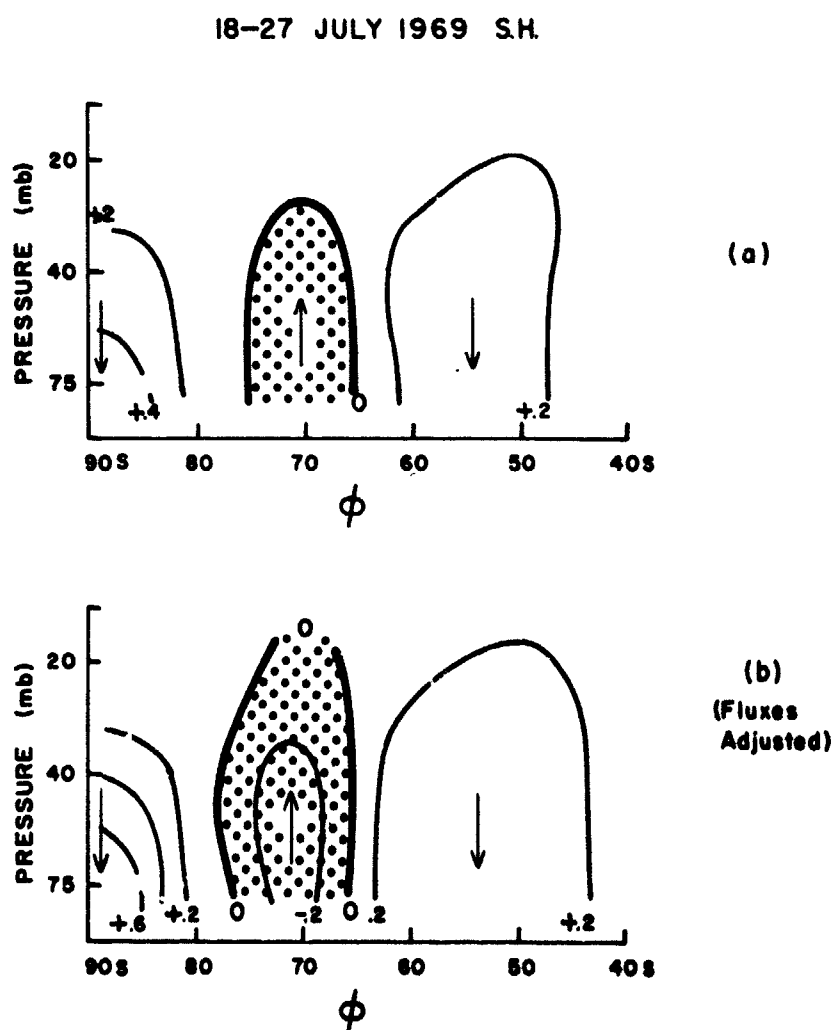 18-27 JULY 1969 S.H.
PRESSURE (mb)
20
+.2
40
75
+.4
0
+.2
90S 80 70 60 50 40S
ϕ
(a)
PRESSURE (mb)
0
20
40
75
+.6 +.2 0 -.2 0 .2 +.2
90S 80 70 60 50 40S
ϕ
(b)
(Fluxes
Adjusted)